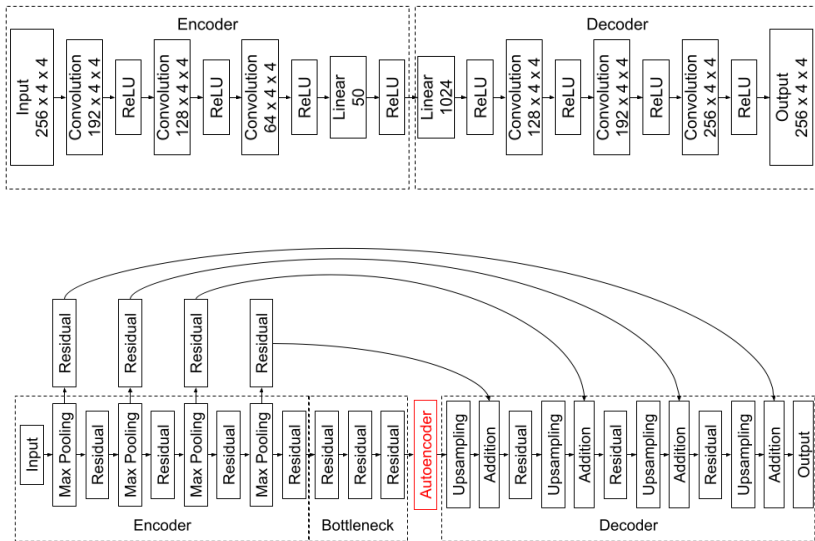 Encoder
Decoder
Input
256 x 4 x 4
Convolution
192 x 4 x 4
ReLU
Convolution
128 x 4 x 4
ReLU
Convolution
64 x 4 x 4
ReLU
Linear
50
ReLU
Linear
1024
ReLU
Convolution
128 x 4 x 4
ReLU
Convolution
192 x 4 x 4
ReLU
Convolution
256 x 4 x 4
ReLU
Output
256 x 4 x 4
Residual
Residual
Residual
Residual
Input
Max Pooling
Residual
Max Pooling
Residual
Max Pooling
Residual
Max Pooling
Residual
Residual
Residual
Residual
Autoencoder
Upsampling
Addition
Residual
Upsampling
Addition
Residual
Upsampling
Addition
Residual
Upsampling
Addition
Output
Encoder
Bottleneck
Decoder